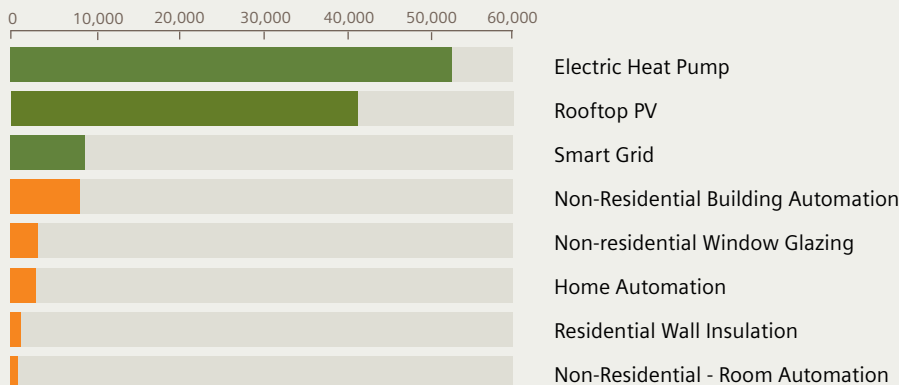 0 10,000 20,000 30,000 40,000 50,000 60,000
Electric Heat Pump
Rooftop PV
Smart Grid
Non-Residential Building Automation
Non-residential Window Glazing
Home Automation
Residential Wall Insulation
Non-Residential - Room Automation